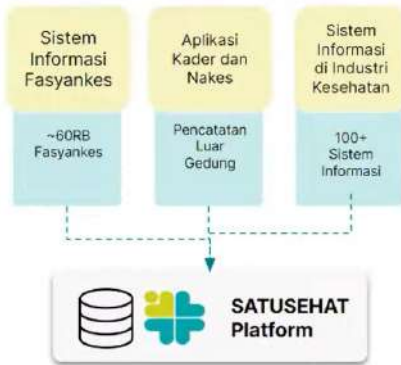 Sistem
Informasi
Fasyankes
~60RB
Fasyankes
Aplikasi
Kader dan
Nakes
Pencatatan
Luar
Gedung
Sistem
Informasi
di Industri
Kesehatan
100+
Sistem
Informasi
SATUSEHAT
Platform